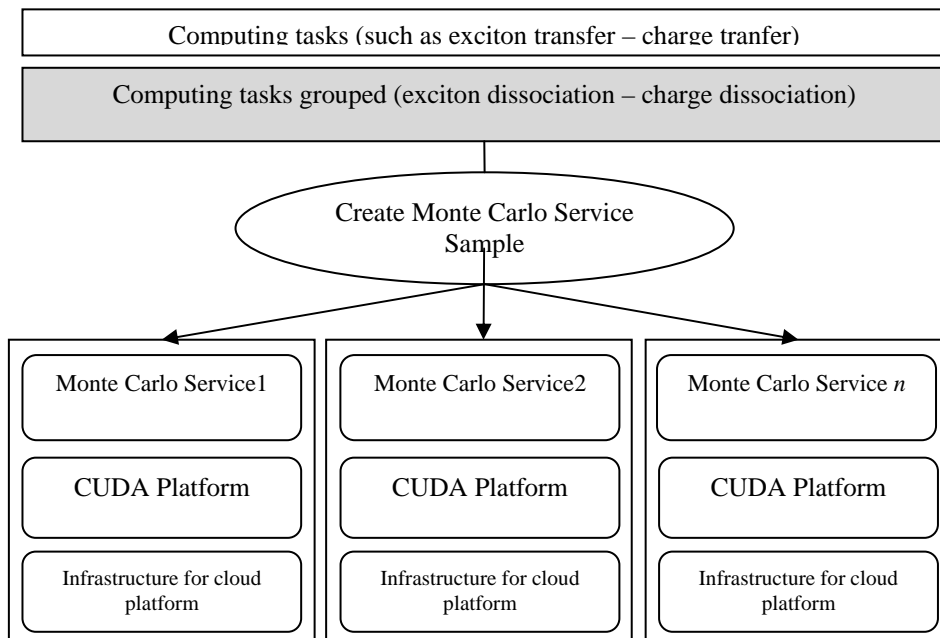 Computing tasks (such as exciton transfer – charge tranfer)
Computing tasks grouped (exciton dissociation – charge dissociation)
Create Monte Carlo Service
Sample
Monte Carlo Service1
CUDA Platform
Infrastructure for cloud
platform
Monte Carlo Service2
CUDA Platform
Infrastructure for cloud
platform
Monte Carlo Service n
CUDA Platform
Infrastructure for cloud
platform